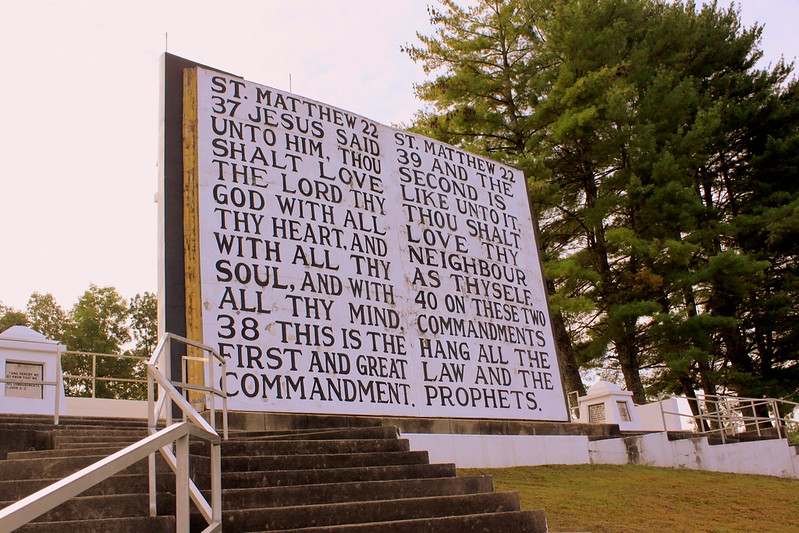 ST. MATTHEW 22
37 JESUS SAID
UNTO HIM, THOU
SHALT LOVE
THE LORD THY
GOD WITH ALL
THY HEART, AND
WITH ALL THY
SOUL, AND WITH
ALL THY MIND.
38 THIS IS THE
FIRST AND GREAT
COMMANDMENT.
ST. MATTHEW 22
39 AND THE
SECOND IS
LIKE UNTO IT,
THOU SHALT
LOVE THY
NEIGHBOUR
AS THYSELF.
40 ON THESE TWO
COMMANDMENTS
HANG ALL THE
LAW AND THE
PROPHETS.